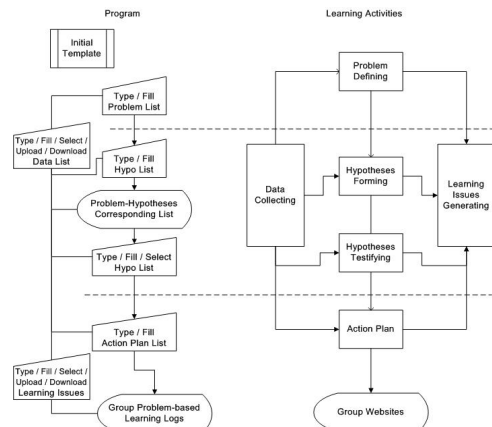 Program
Learning Activities
Initial
Template
Type / Fill
Problem List
Type / Fill / Select /
Upload / Download
Data List
Type / Fill
Hypo List
Problem-Hypotheses
Corresponding List
Type / Fill / Select
Hypo List
Type / Fill
Action Plan List
Type / Fill / Select /
Upload / Download
Learning Issues
Group Problem-based
Learning Logs
Problem
Defining
Data
Collecting
Hypotheses
Forming
Learning
Issues
Generating
Hypotheses
Testifying
Action Plan
Group Websites